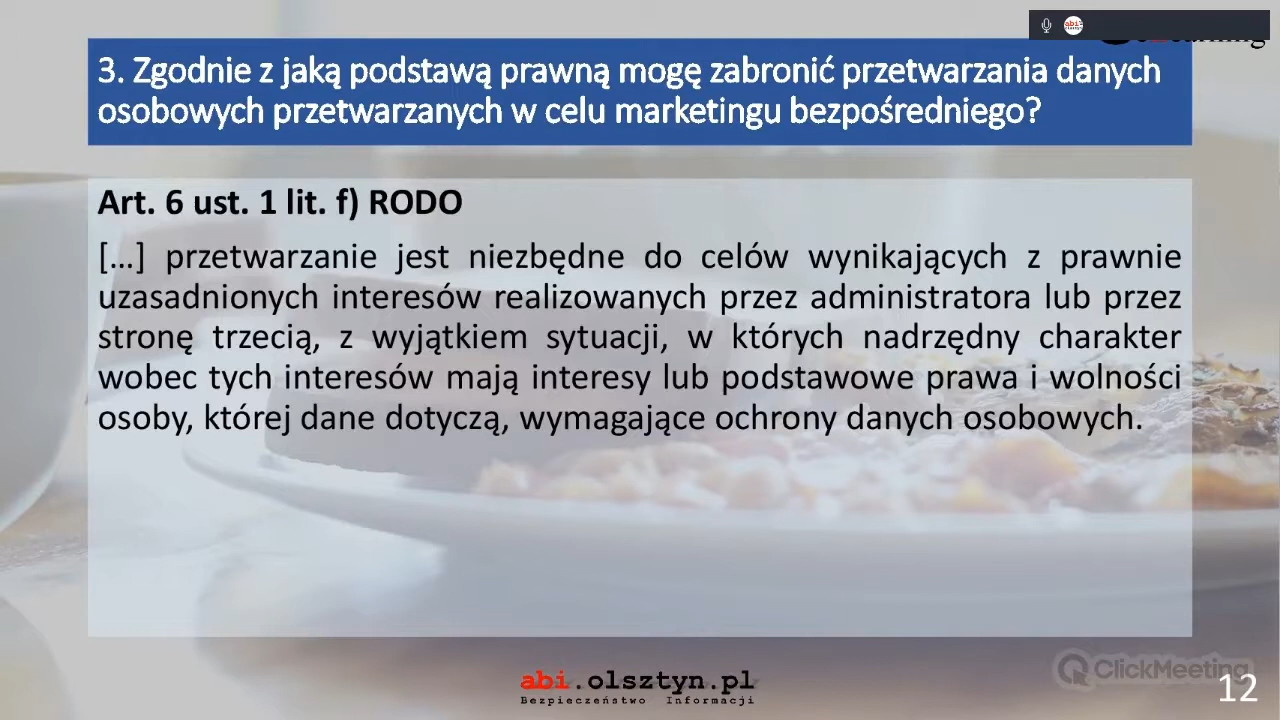 abi
learning
3. Zgodnie z jaką podstawą prawną mogę zabronić przetwarzania danych
osobowych przetwarzanych w celu marketingu bezpośredniego?
Art. 6 ust. 1 lit. f) RODO
[...] przetwarzanie jest niezbędne do celów wynikających z prawnie
uzasadnionych interesów realizowanych przez administratora lub przez
stronę trzecią, z wyjątkiem sytuacji, w których nadrzędny charakter
wobec tych interesów mają interesy lub podstawowe prawa i wolności
osoby, której dane dotyczą, wymagające ochrony danych osobowych.
abi.olsztyn.pl
Bezpieczeństwo Informacji
ClickMeeting
12